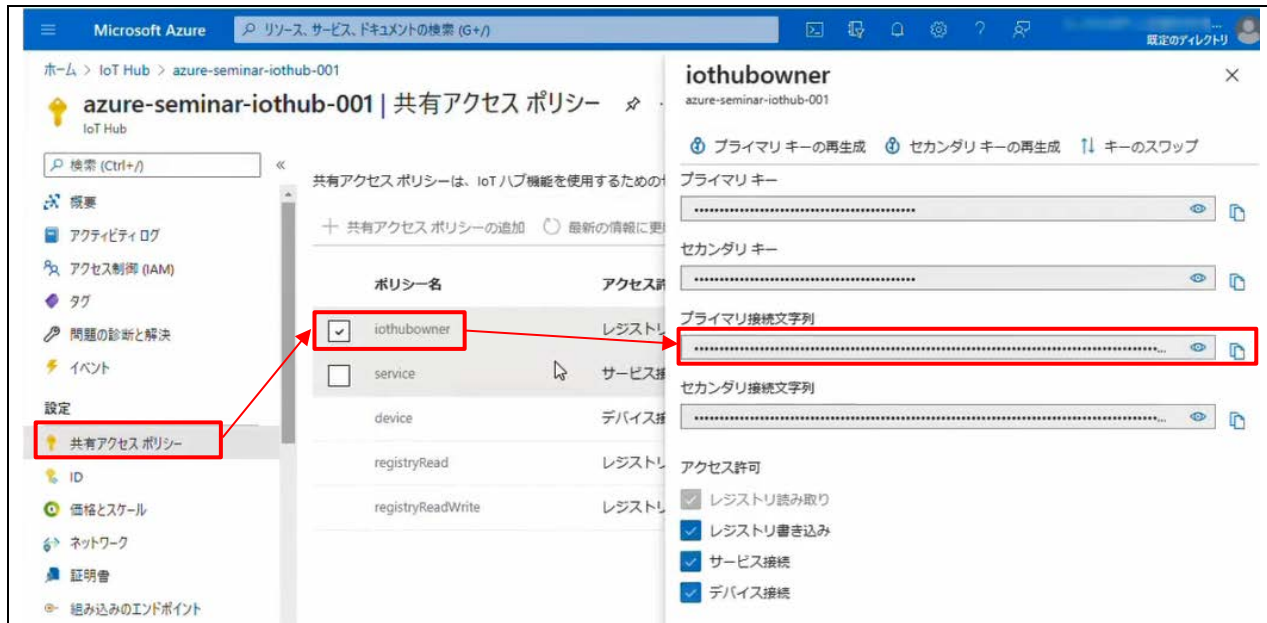 Microsoft Azure
リソース、サービス、ドキュメントの検索 (G+/)
既定のディレクトリ
ホーム > IoT Hub > azure-seminar-iothub-001
azure-seminar-iothub-001 | 共有アクセス ポリシー
IoT Hub
検索 (Ctrl+/)
概要
アクティビティ ログ
アクセス制御 (IAM)
タグ
問題の診断と解決
イベント
設定
共有アクセス ポリシー
ID
価格とスケール
ネットワーク
証明書
組み込みのエンドポイント
共有アクセス ポリシーは、IoT ハブ機能を使用するための
共有アクセス ポリシーの追加
最新の情報に更
ポリシー名 アクセス許
iothubowner レジストリ
service サービス接
device デバイス接
registryRead レジストリ
registryReadWrite レジストリ
iothubowner
azure-seminar-iothub-001
プライマリ キーの再生成 セカンダリ キーの再生成 キーのスワップ
プライマリ キー
セカンダリ キー
プライマリ接続文字列
セカンダリ接続文字列
アクセス許可
レジストリ読み取り
レジストリ書き込み
サービス接続
デバイス接続